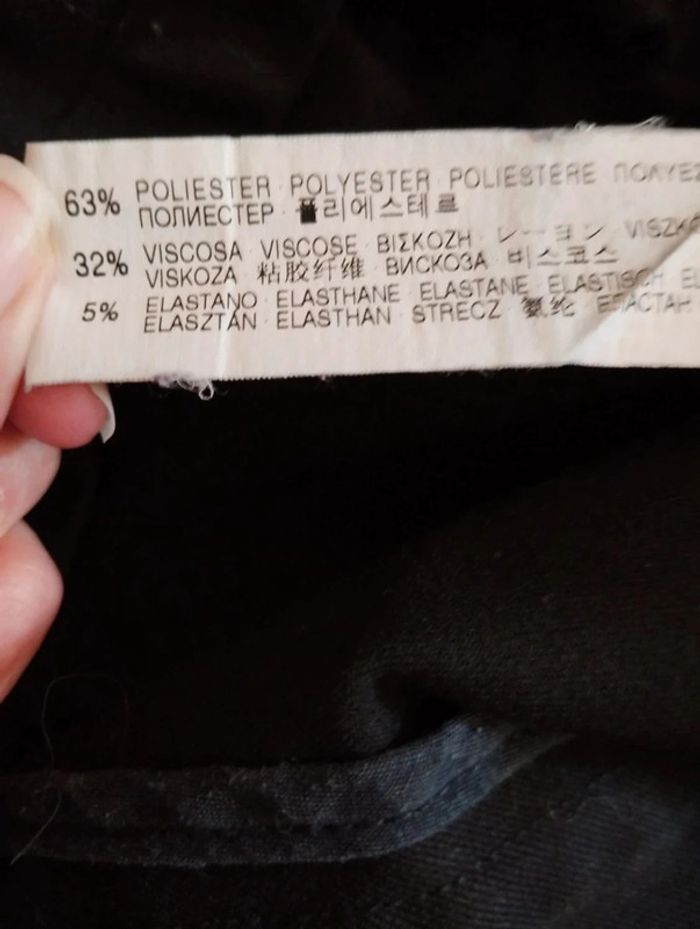 63% POLIESTER · POLYESTER · POLIESTERE
ПОЛИЕСТЕР · 폴리에스테르
32% VISCOSA · VISCOSE · ΒΙΣΚΟΖΗ · レーヨン
VISKOZA · 粘胶纤维 · ВИСКОЗА · 비스코스
5% ELASTANO · ELASTHANE · ELASTANE · ELASTISCH
ELASZTÁN · ELASTHAN · STRECZ · 氨纶 · ЕЛАСТАН